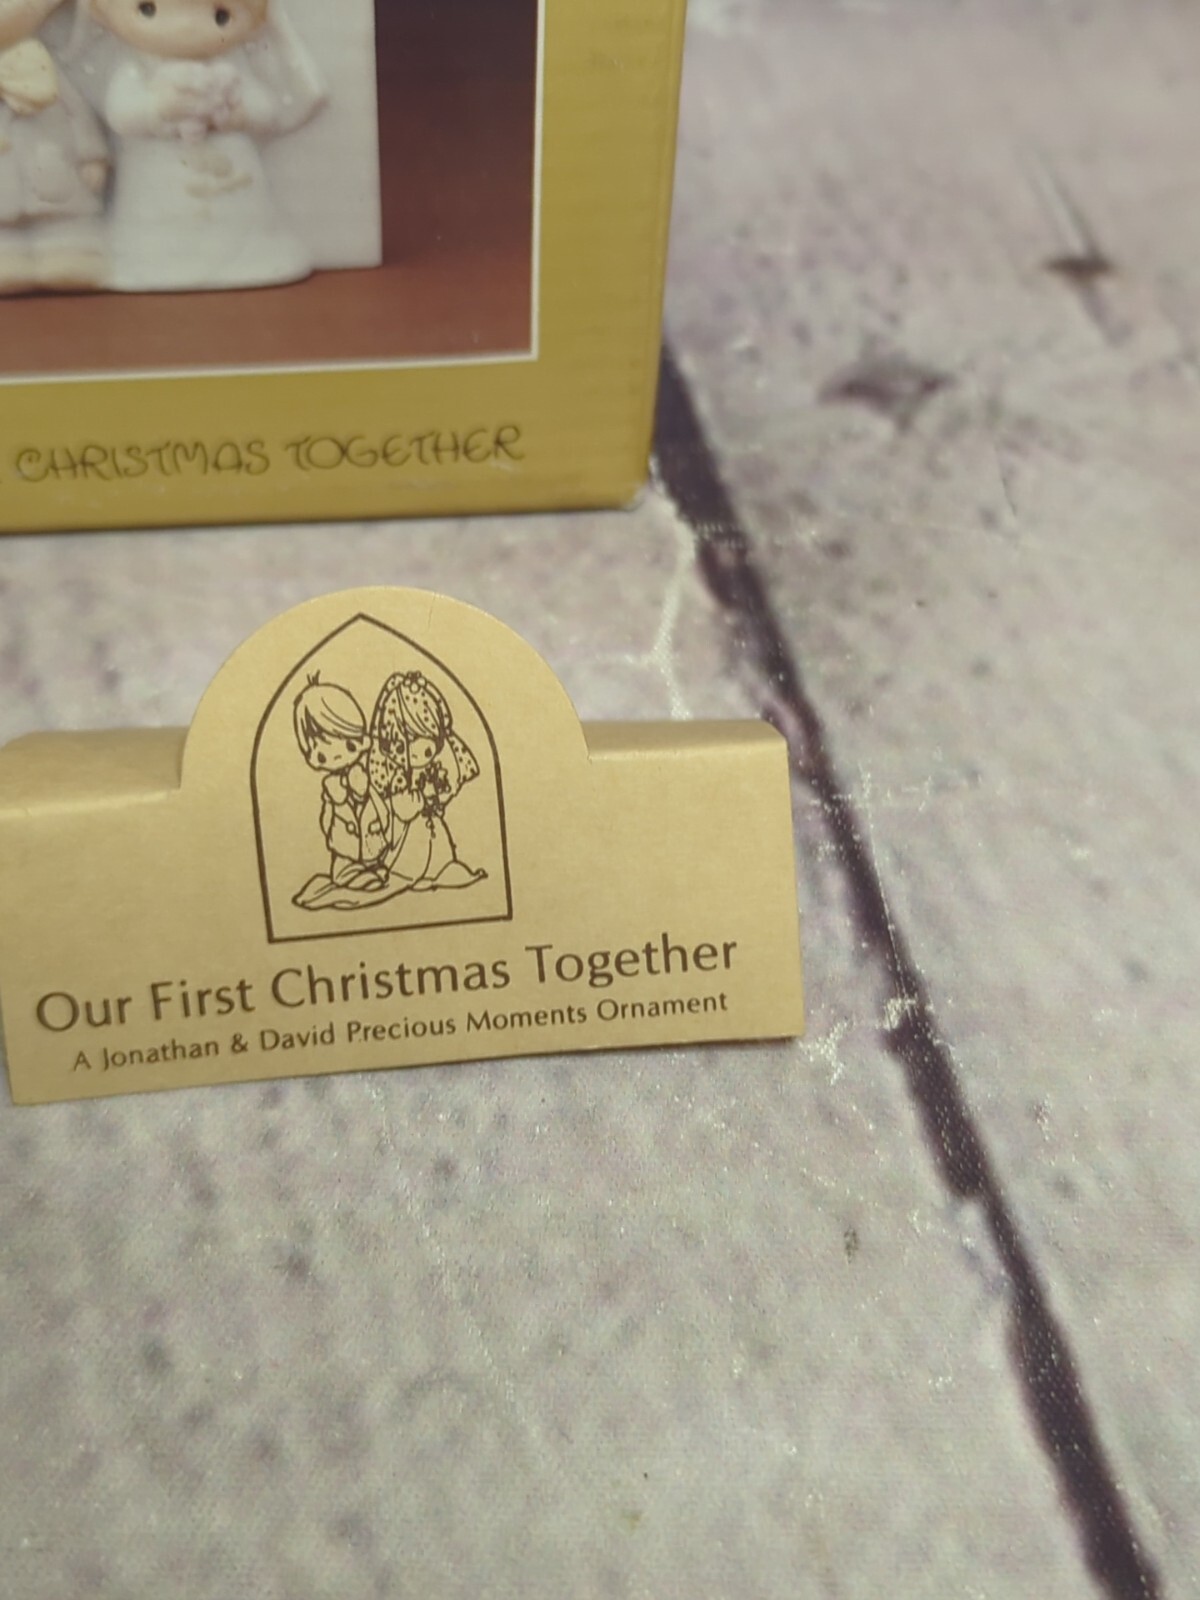 CHRISTMAS TOGETHER
Our First Christmas Together
A Jonathan & David Precious Moments Ornament